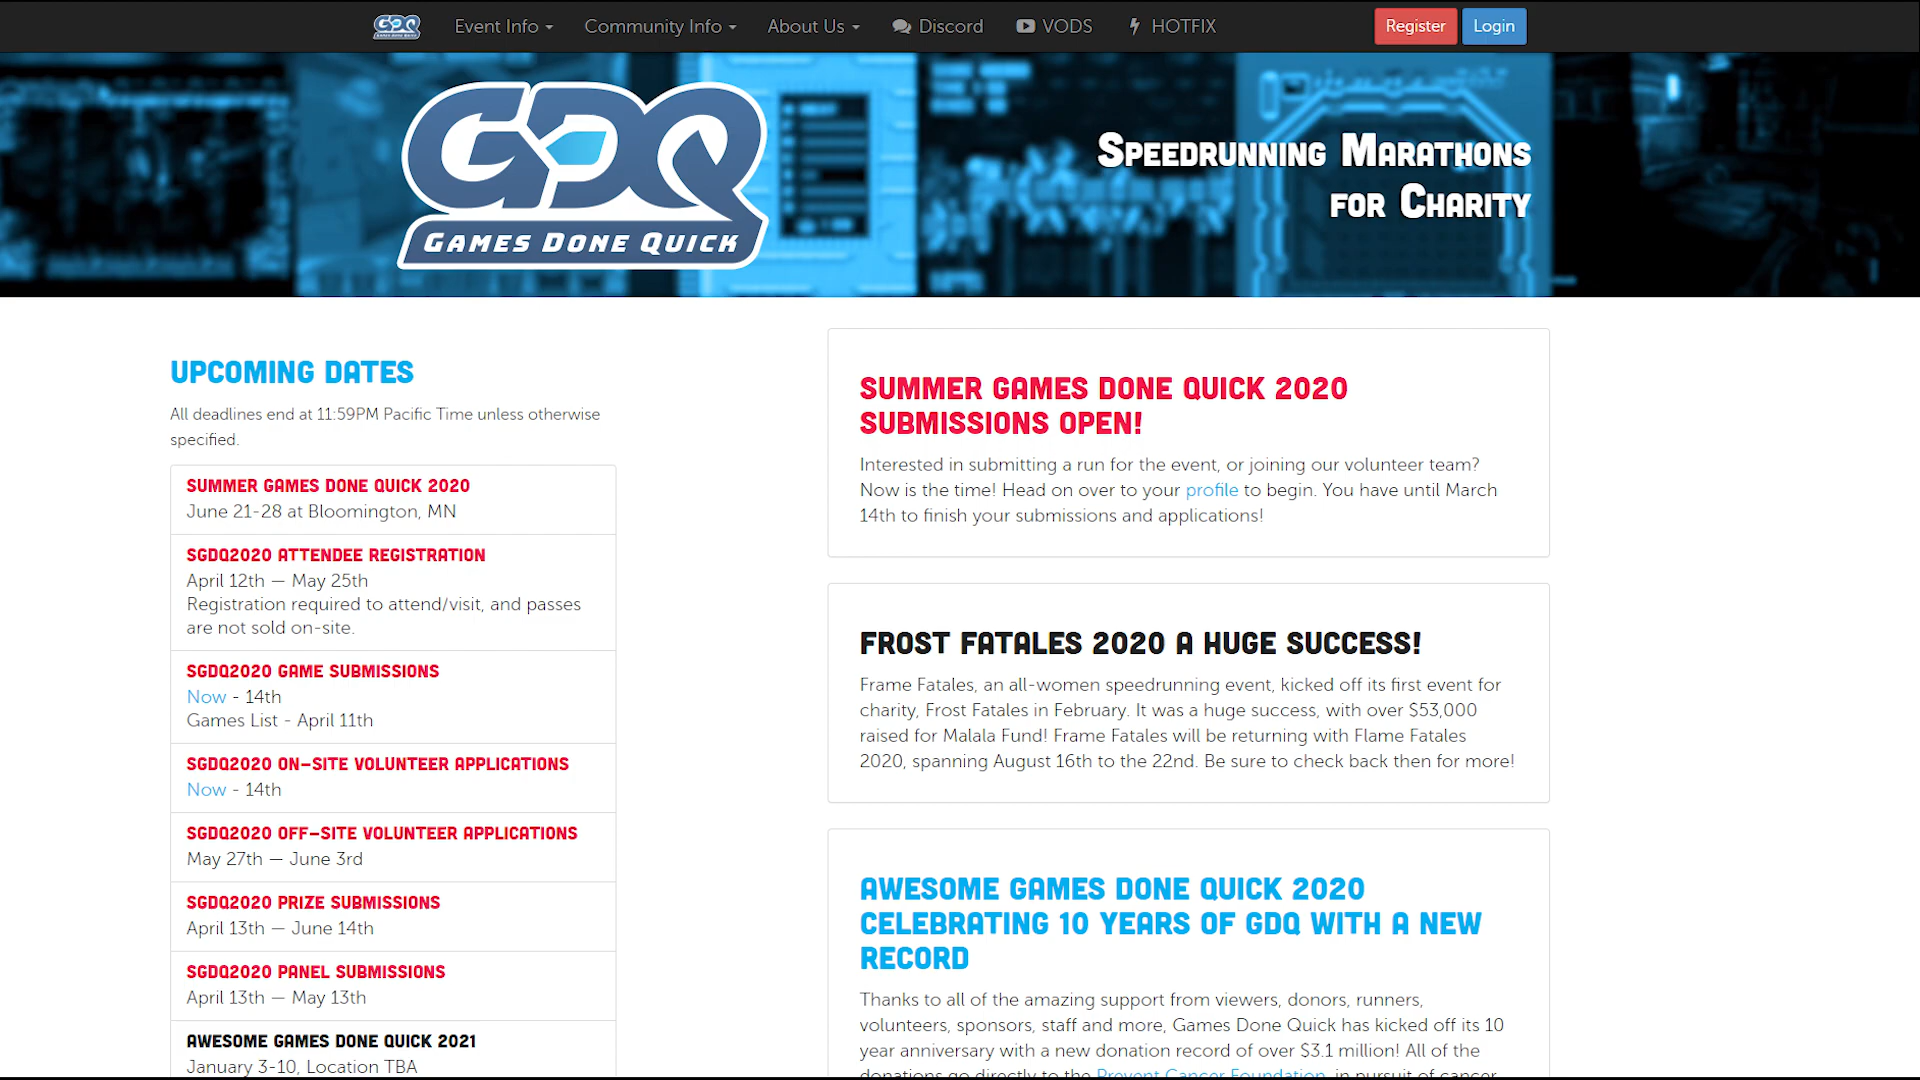 GDQ Event Info Community Info About Us Discord VODS HOTFIX Register Login
GDQ
GAMES DONE QUICK
SPEEDRUNNING MARATHONS
FOR CHARITY
UPCOMING DATES
All deadlines end at 11:59PM Pacific Time unless otherwise
specified.
SUMMER GAMES DONE QUICK 2020
June 21-28 at Bloomington, MN
SGDQ2020 ATTENDEE REGISTRATION
April 12th — May 25th
Registration required to attend/visit, and passes
are not sold on-site.
SGDQ2020 GAME SUBMISSIONS
Now - 14th
Games List - April 11th
SGDQ2020 ON-SITE VOLUNTEER APPLICATIONS
Now - 14th
SGDQ2020 OFF-SITE VOLUNTEER APPLICATIONS
May 27th — June 3rd
SGDQ2020 PRIZE SUBMISSIONS
April 13th — June 14th
SGDQ2020 PANEL SUBMISSIONS
April 13th — May 13th
AWESOME GAMES DONE QUICK 2021
January 3-10, Location TBA
SUMMER GAMES DONE QUICK 2020
SUBMISSIONS OPEN!
Interested in submitting a run for the event, or joining our volunteer team?
Now is the time! Head on over to your profile to begin. You have until March
14th to finish your submissions and applications!
FROST FATALES 2020 A HUGE SUCCESS!
Frame Fatales, an all-women speedrunning event, kicked off its first event for
charity, Frost Fatales in February. It was a huge success, with over $53,000
raised for Malala Fund! Frame Fatales will be returning with Flame Fatales
2020, spanning August 16th to the 22nd. Be sure to check back then for more!
AWESOME GAMES DONE QUICK 2020
CELEBRATING 10 YEARS OF GDQ WITH A NEW
RECORD
Thanks to all of the amazing support from viewers, donors, runners,
volunteers, sponsors, staff and more, Games Done Quick has kicked off its 10
year anniversary with a new donation record of over $3.1 million! All of the
donations go directly to the Prevent Cancer Foundation, in pursuit of cancer